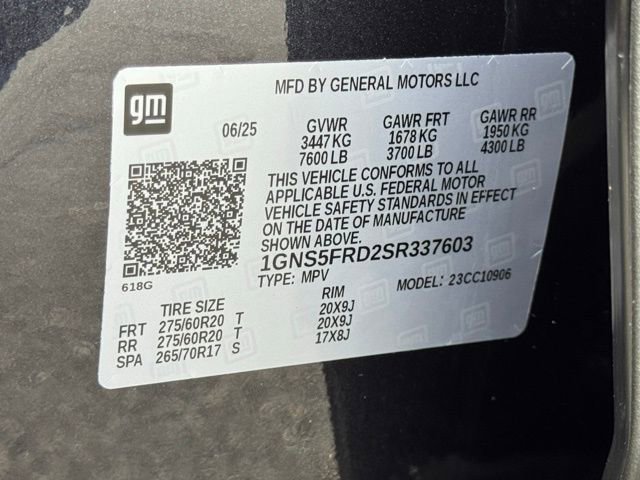 gm
MFD BY GENERAL MOTORS LLC
06/25 GVWR GAWR FRT GAWR RR
3447 KG 1678 KG 1950 KG
7600 LB 3700 LB 4300 LB
THIS VEHICLE CONFORMS TO ALL
APPLICABLE U.S. FEDERAL MOTOR
VEHICLE SAFETY STANDARDS IN EFFECT
ON THE DATE OF MANUFACTURE
SHOWN ABOVE.
1GNS5FRD2SR337603
618G
TYPE: MPV MODEL: 23CC10906
TIRE SIZE RIM
FRT 275/60R20 T 20X9J
RR 275/60R20 T 20X9J
SPA 265/70R17 S 17X8J